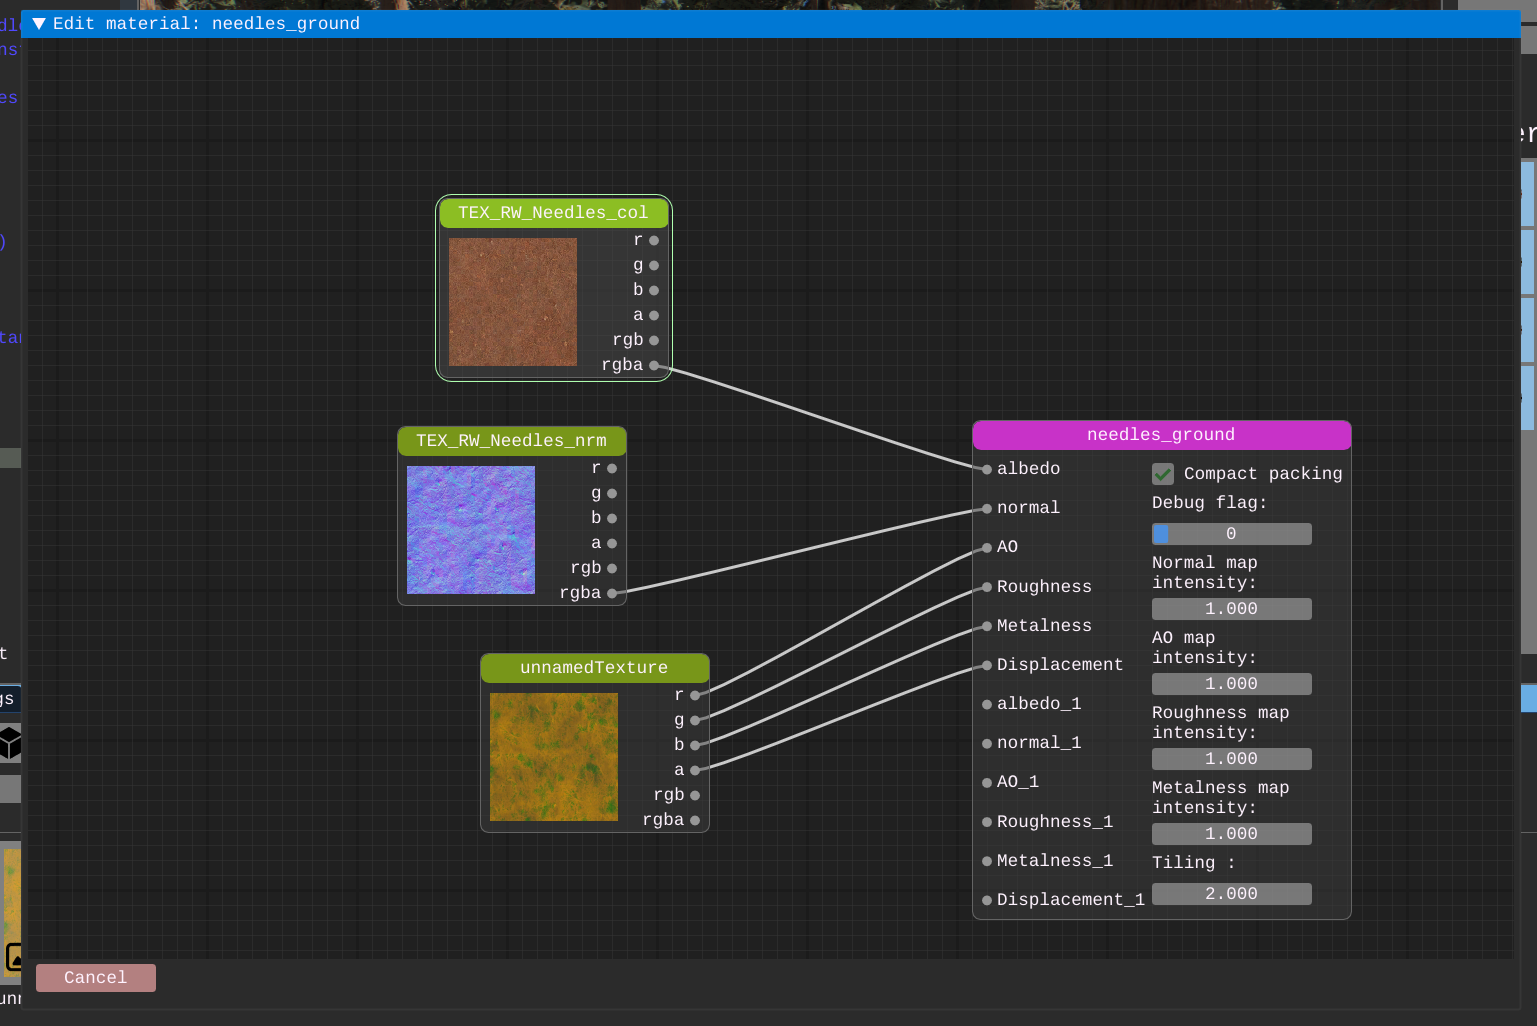 Edit material: needles_ground
TEX_RW_Needles_col
r
g
b
a
rgb
rgba
TEX_RW_Needles_nrm
r
g
b
a
rgb
rgba
unnamedTexture
r
g
b
a
rgb
rgba
needles_ground
albedo
normal
AO
Roughness
Metalness
Displacement
albedo_1
normal_1
AO_1
Roughness_1
Metalness_1
Displacement_1
Compact packing
Debug flag:
0
Normal map
intensity:
1.000
AO map
intensity:
1.000
Roughness map
intensity:
1.000
Metalness map
intensity:
1.000
Tiling :
2.000
Cancel